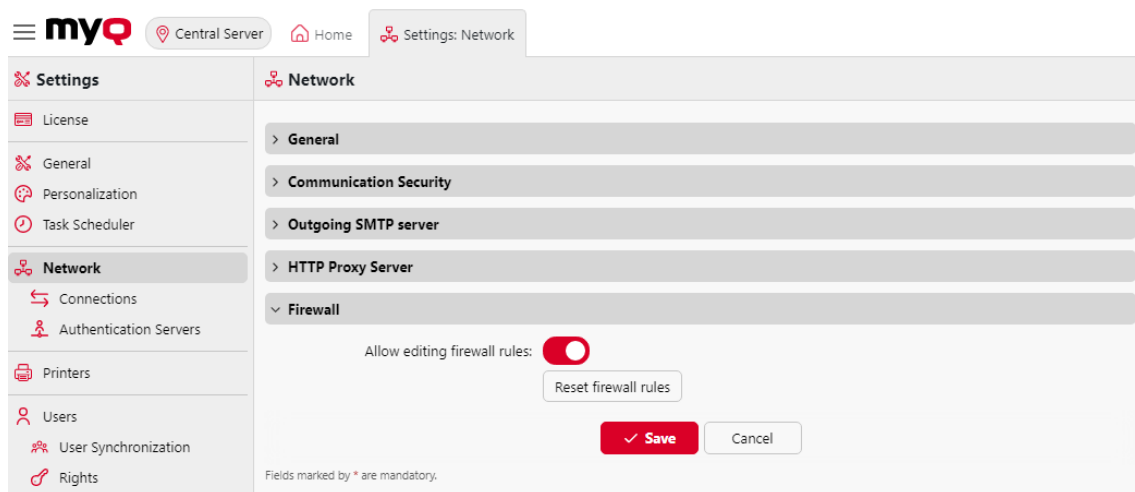 myQ Central Server Home Settings: Network
Settings
License
General
Personalization
Task Scheduler
Network
Connections
Authentication Servers
Printers
Users
User Synchronization
Rights
Network
General
Communication Security
Outgoing SMTP server
HTTP Proxy Server
Firewall
Allow editing firewall rules:
Reset firewall rules
Save Cancel
Fields marked by * are mandatory.